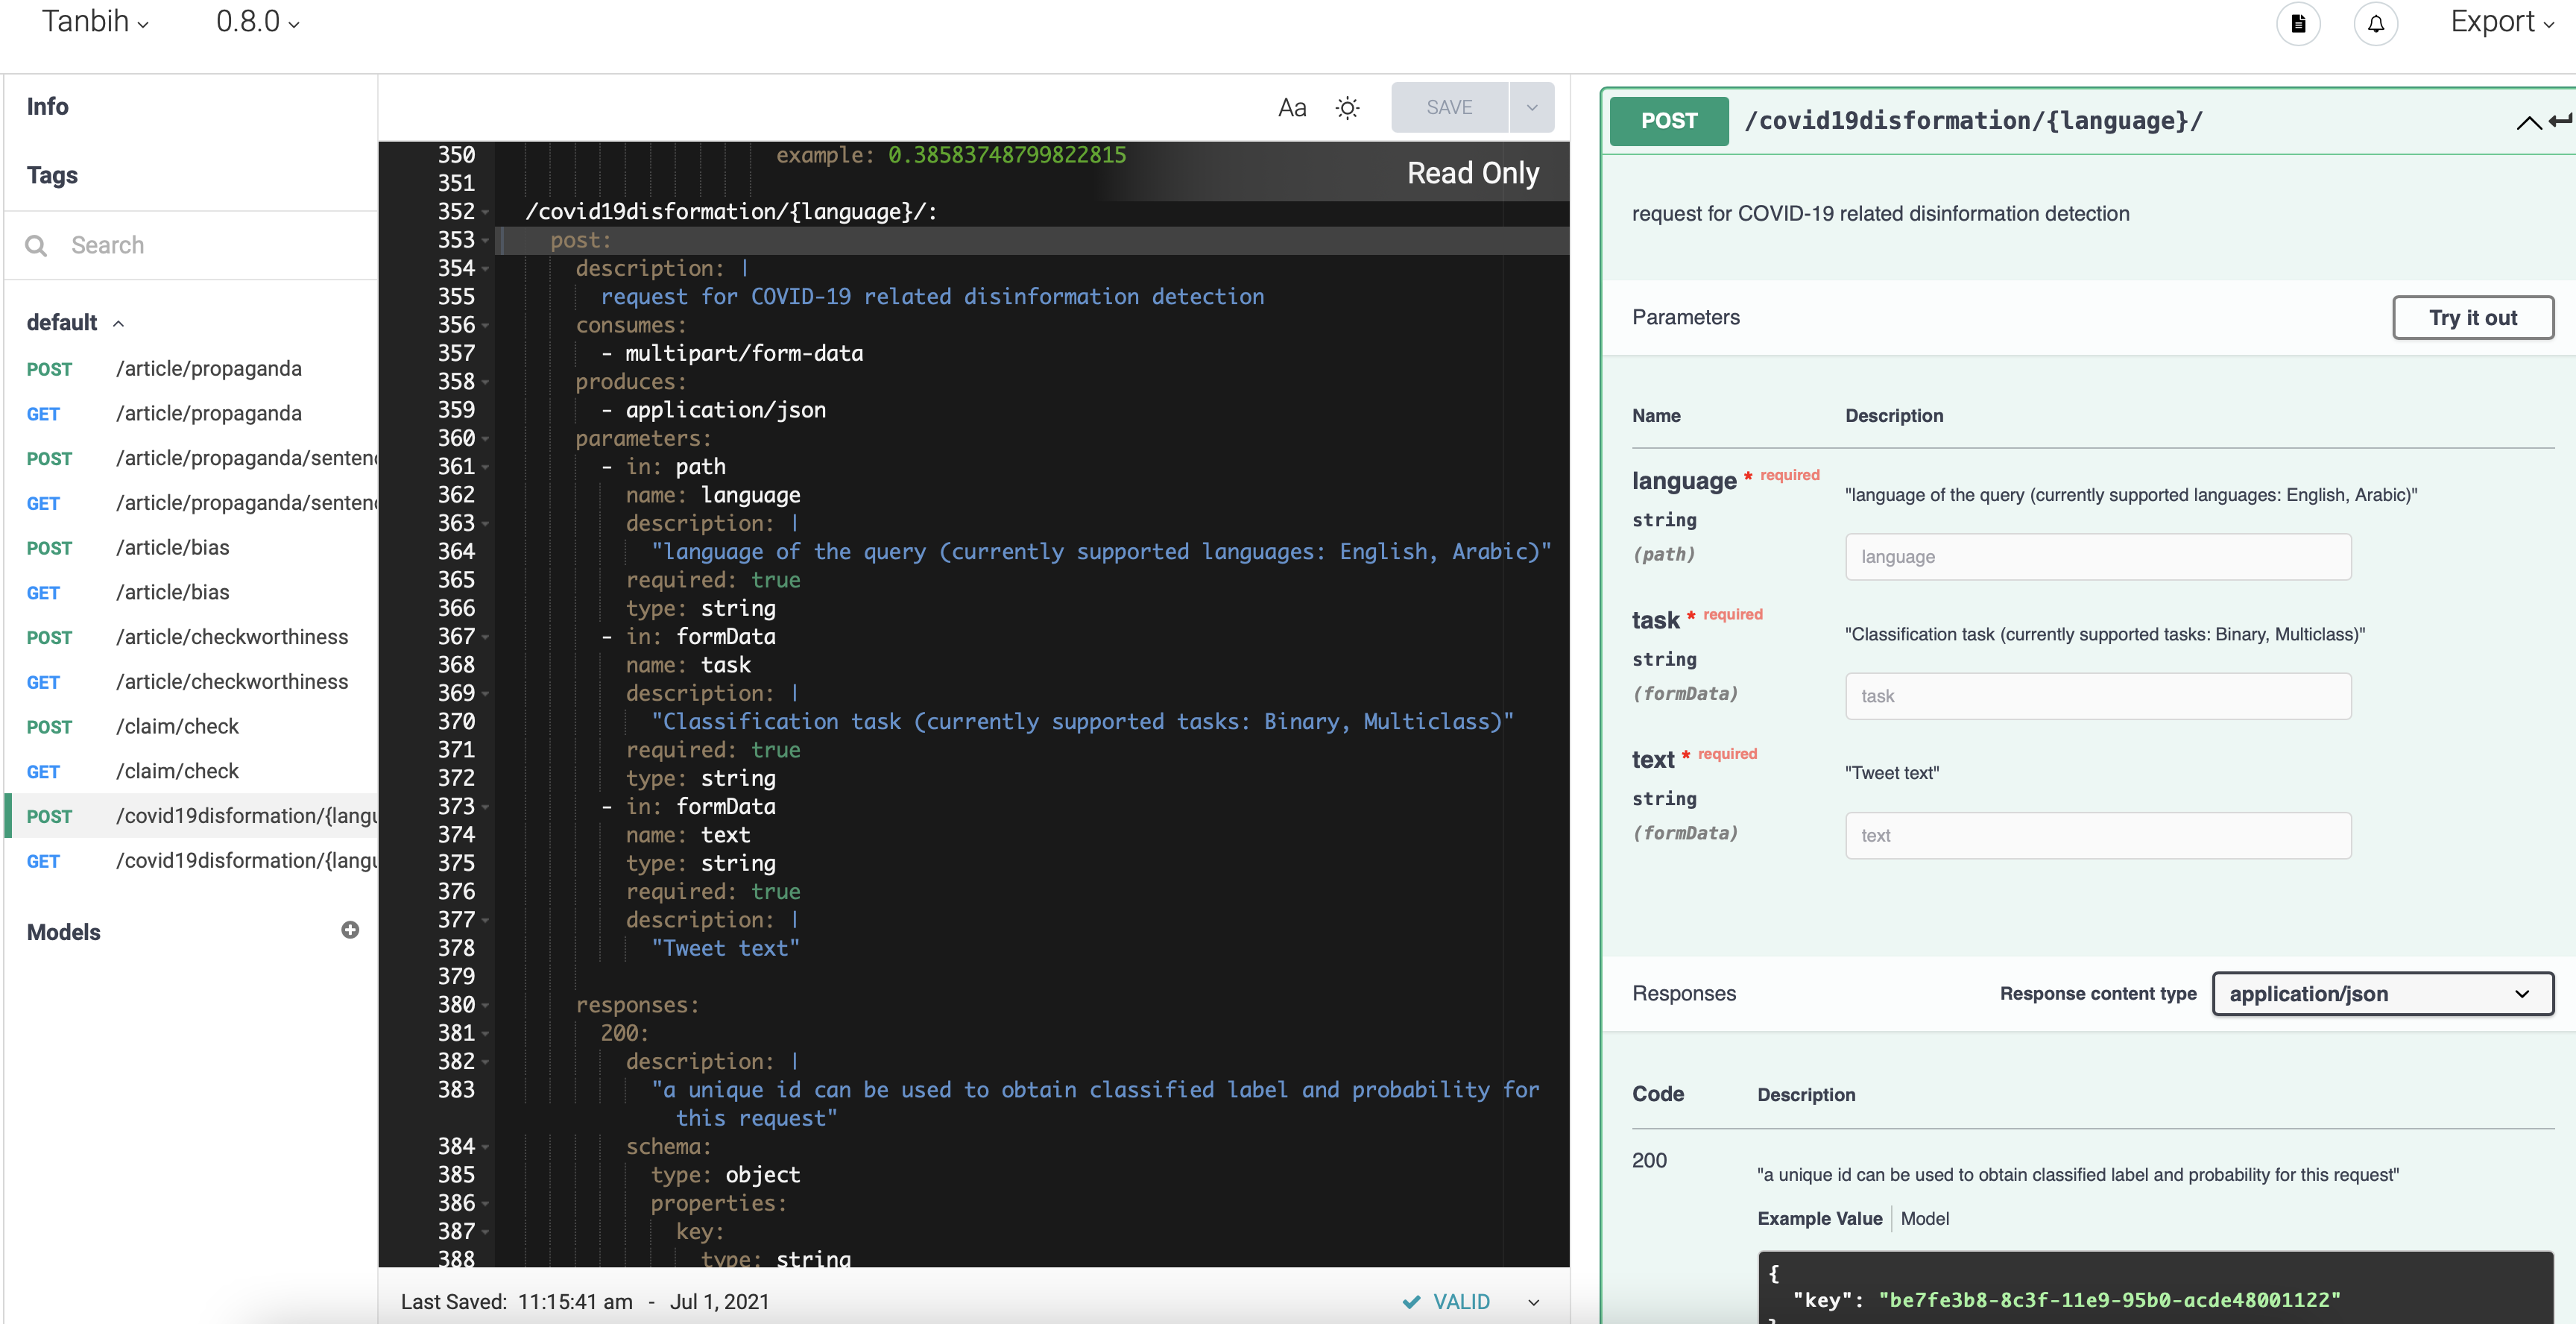 Tanbih 0.8.0 Export
Info
Tags
Search
default
POST /article/propaganda
GET /article/propaganda
POST /article/propaganda/senten
GET /article/propaganda/senten
POST /article/bias
GET /article/bias
POST /article/checkworthiness
GET /article/checkworthiness
POST /claim/check
GET /claim/check
POST /covid19disformation/{langu
GET /covid19disformation/{langu
Models
Aa SAVE
Read Only
350 example: 0.38583748799822815
351
352 /covid19disformation/{language}/:
353 post:
354 description: |
355 request for COVID-19 related disinformation detection
356 consumes:
357 - multipart/form-data
358 produces:
359 - application/json
360 parameters:
361 - in: path
362 name: language
363 description: |
364 "language of the query (currently supported languages: English, Arabic)"
365 required: true
366 type: string
367 - in: formData
368 name: task
369 description: |
370 "Classification task (currently supported tasks: Binary, Multiclass)"
371 required: true
372 type: string
373 - in: formData
374 name: text
375 type: string
376 required: true
377 description: |
378 "Tweet text"
379
380 responses:
381 200:
382 description: |
383 "a unique id can be used to obtain classified label and probability for
this request"
384 schema:
385 type: object
386 properties:
387 key:
388 type: string
Last Saved: 11:15:41 am - Jul 1, 2021 VALID
POST /covid19disformation/{language}/
request for COVID-19 related disinformation detection
Parameters Try it out
Name Description
language * required
string
(path)
"language of the query (currently supported languages: English, Arabic)"
language
task * required
string
(formData)
"Classification task (currently supported tasks: Binary, Multiclass)"
task
text * required
string
(formData)
"Tweet text"
text
Responses Response content type application/json
Code Description
200 "a unique id can be used to obtain classified label and probability for this request"
Example Value Model
{
"key": "be7fe3b8-8c3f-11e9-95b0-acde48001122"
}